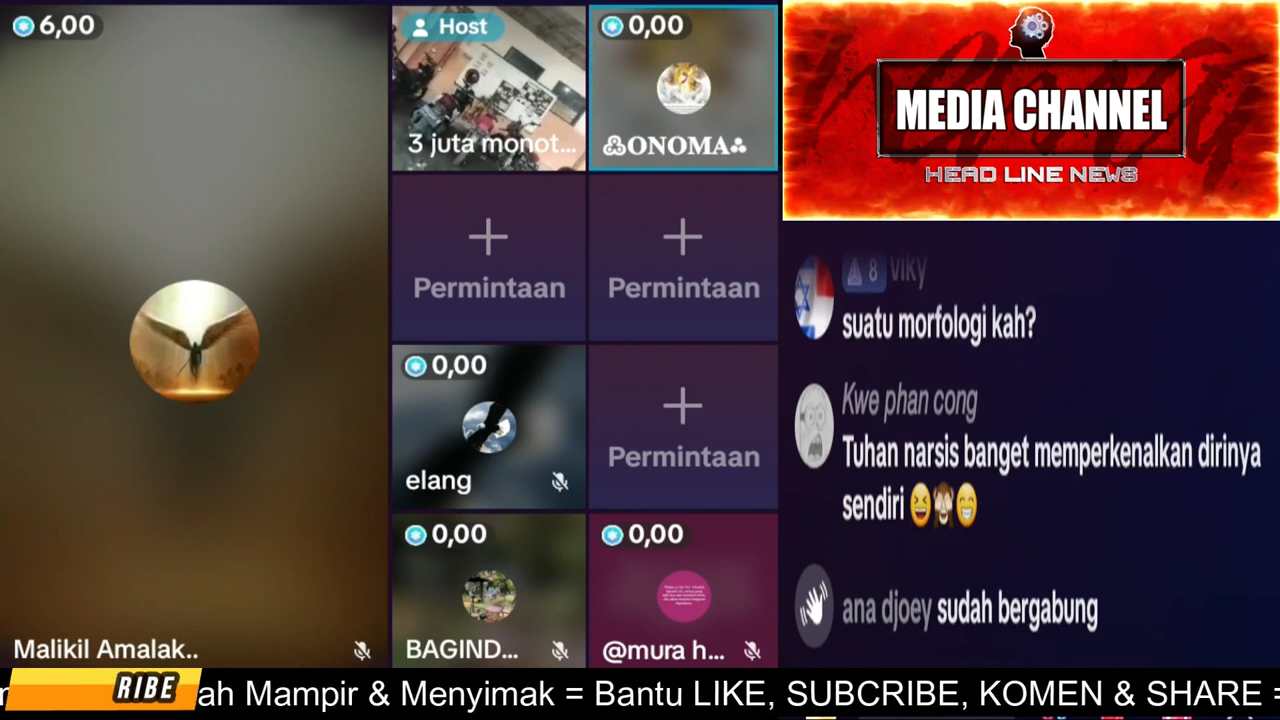 6,00
Host
0,00
MEDIA CHANNEL
3 juta monot...
ஃONOMA
HEAD LINE NEWS
Permintaan
Permintaan
8 viky
suatu morfologi kah?
0,00
Kwe phan cong
Tuhan narsis banget memperkenalkan dirinya
sendiri 😆🙈😁
elang
Permintaan
0,00
0,00
ana djoey sudah bergabung
Malikil Amalak..
BAGIND...
@mura h...
RIBE
ah Mampir & Menyimak = Bantu LIKE, SUBCRIBE, KOMEN & SHARE =